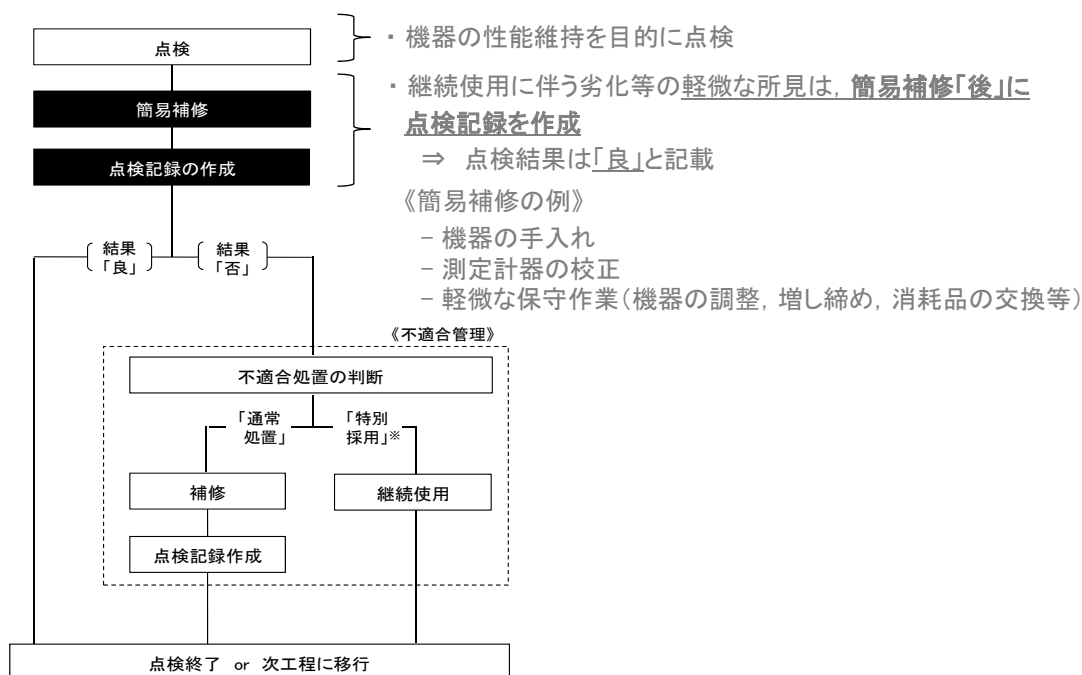 点検
・ 機器の性能維持を目的に点検
簡易補修
点検記録の作成
・ 継続使用に伴う劣化等の軽微な所見は, 簡易補修「後」に
点検記録を作成
⇒ 点検結果は「良」と記載
《簡易補修の例》
- 機器の手入れ
- 測定計器の校正
- 軽微な保守作業(機器の調整, 増し締め, 消耗品の交換等)
結果
「良」
結果
「否」
《不適合管理》
不適合処置の判断
「通常
処置」
「特別
採用」※
補修
継続使用
点検記録作成
点検終了 or 次工程に移行